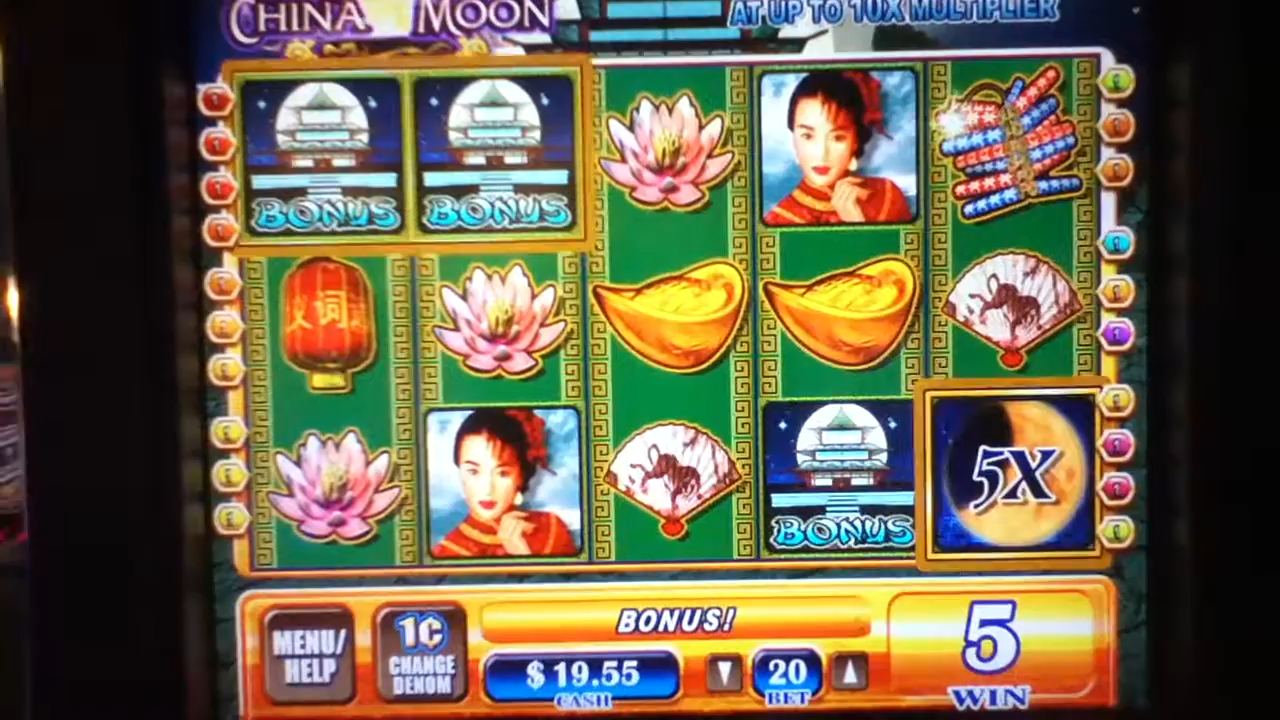 CHINA MOON
AT UP TO 10X MULTIPLIER
BONUS
BONUS
词
BONUS
5X
MENU/
HELP
1¢
CHANGE
DENOM
BONUS!
$ 19.55
CASH
20
BET
5
WIN